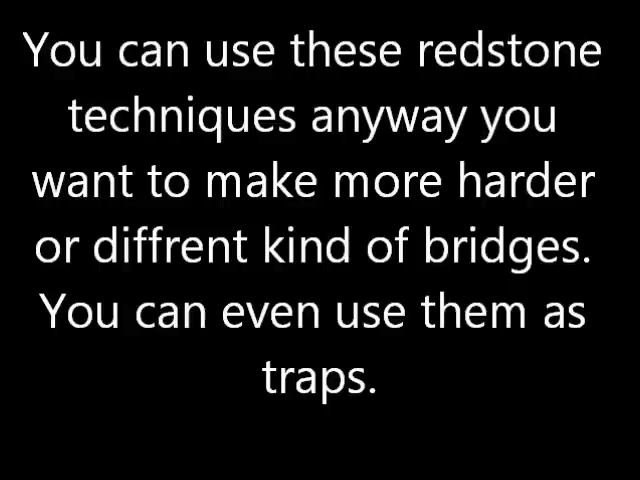 You can use these redstone
techniques anyway you
want to make more harder
or diffrent kind of bridges.
You can even use them as
traps.